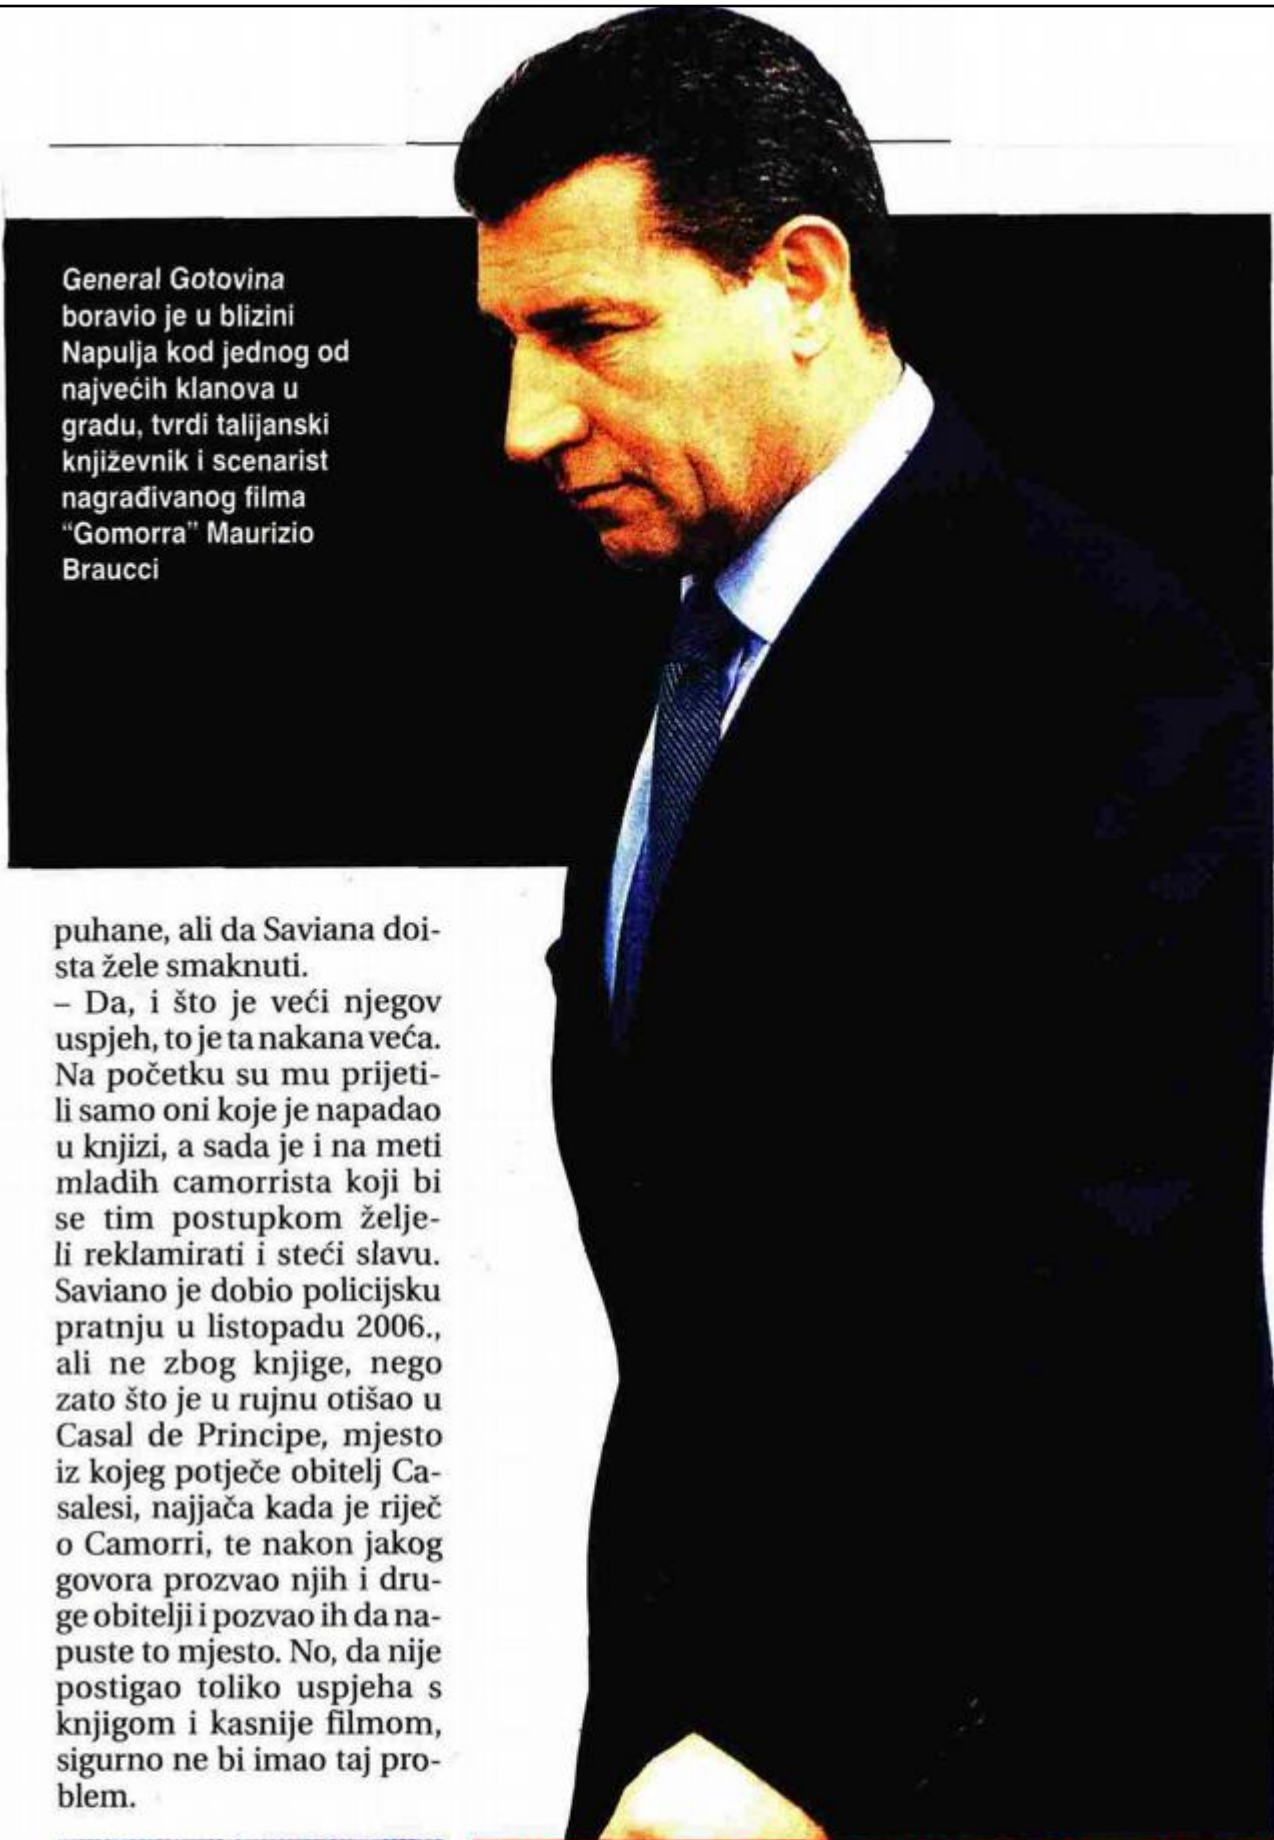 General Gotovina
boravio je u blizini
Napulja kod jednog od
najvećih klanova u
gradu, tvrdi talijanski
književnik i scenarist
nagrađivanog filma
“Gomorra” Maurizio
Braucci
puhane, ali da Saviana doi-
sta žele smaknuti.
– Da, i što je veći njegov
uspjeh, to je ta nakana veća.
Na početku su mu prijeti-
li samo oni koje je napadao
u knjizi, a sada je i na meti
mladih camorrista koji bi
se tim postupkom želje-
li reklamirati i steći slavu.
Saviano je dobio policijsku
pratnju u listopadu 2006.,
ali ne zbog knjige, nego
zato što je u rujnu otišao u
Casal de Principe, mjesto
iz kojeg potječe obitelj Ca-
salesi, najjača kada je riječ
o Camorri, te nakon jakog
govora prozvao njih i dru-
ge obitelji i pozvao ih da na-
puste to mjesto. No, da nije
postigao toliko uspjeha s
knjigom i kasnije filmom,
sigurno ne bi imao taj pro-
blem.